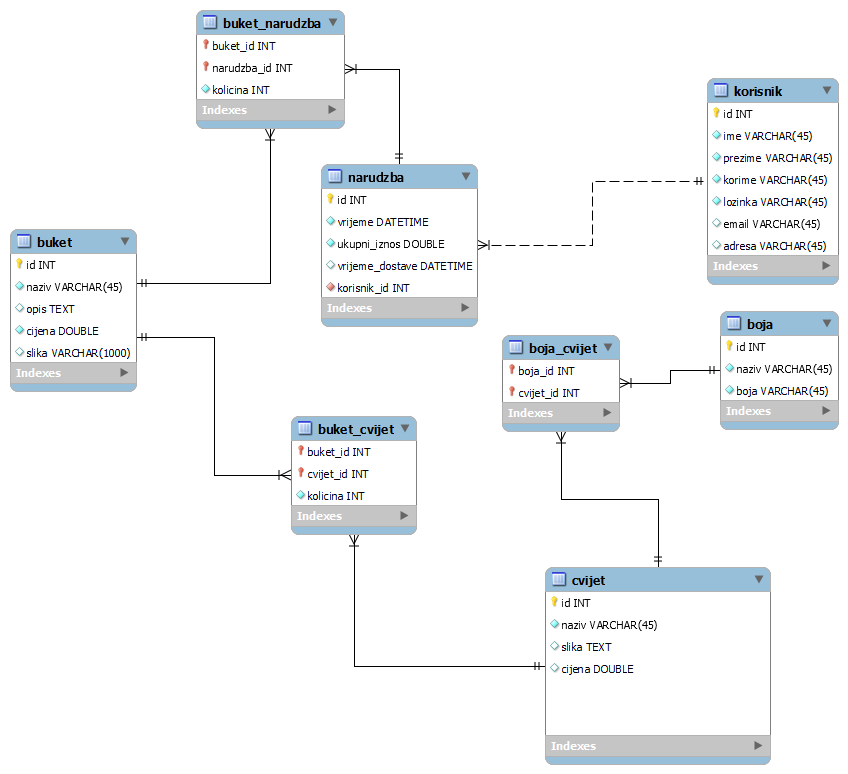 buket_narudzba
buket_id INT
narudzba_id INT
kolicina INT
Indexes
korisnik
id INT
ime VARCHAR(45)
prezime VARCHAR(45)
korime VARCHAR(45)
lozinka VARCHAR(45)
email VARCHAR(45)
adresa VARCHAR(45)
Indexes
narudzba
id INT
vrijeme DATETIME
ukupni_iznos DOUBLE
vrijeme_dostave DATETIME
korisnik_id INT
Indexes
buket
id INT
naziv VARCHAR(45)
opis TEXT
cijena DOUBLE
slika VARCHAR(1000)
Indexes
boja
id INT
naziv VARCHAR(45)
boja VARCHAR(45)
Indexes
boja_cvijet
boja_id INT
cvijet_id INT
Indexes
buket_cvijet
buket_id INT
cvijet_id INT
kolicina INT
Indexes
cvijet
id INT
naziv VARCHAR(45)
slika TEXT
cijena DOUBLE
Indexes